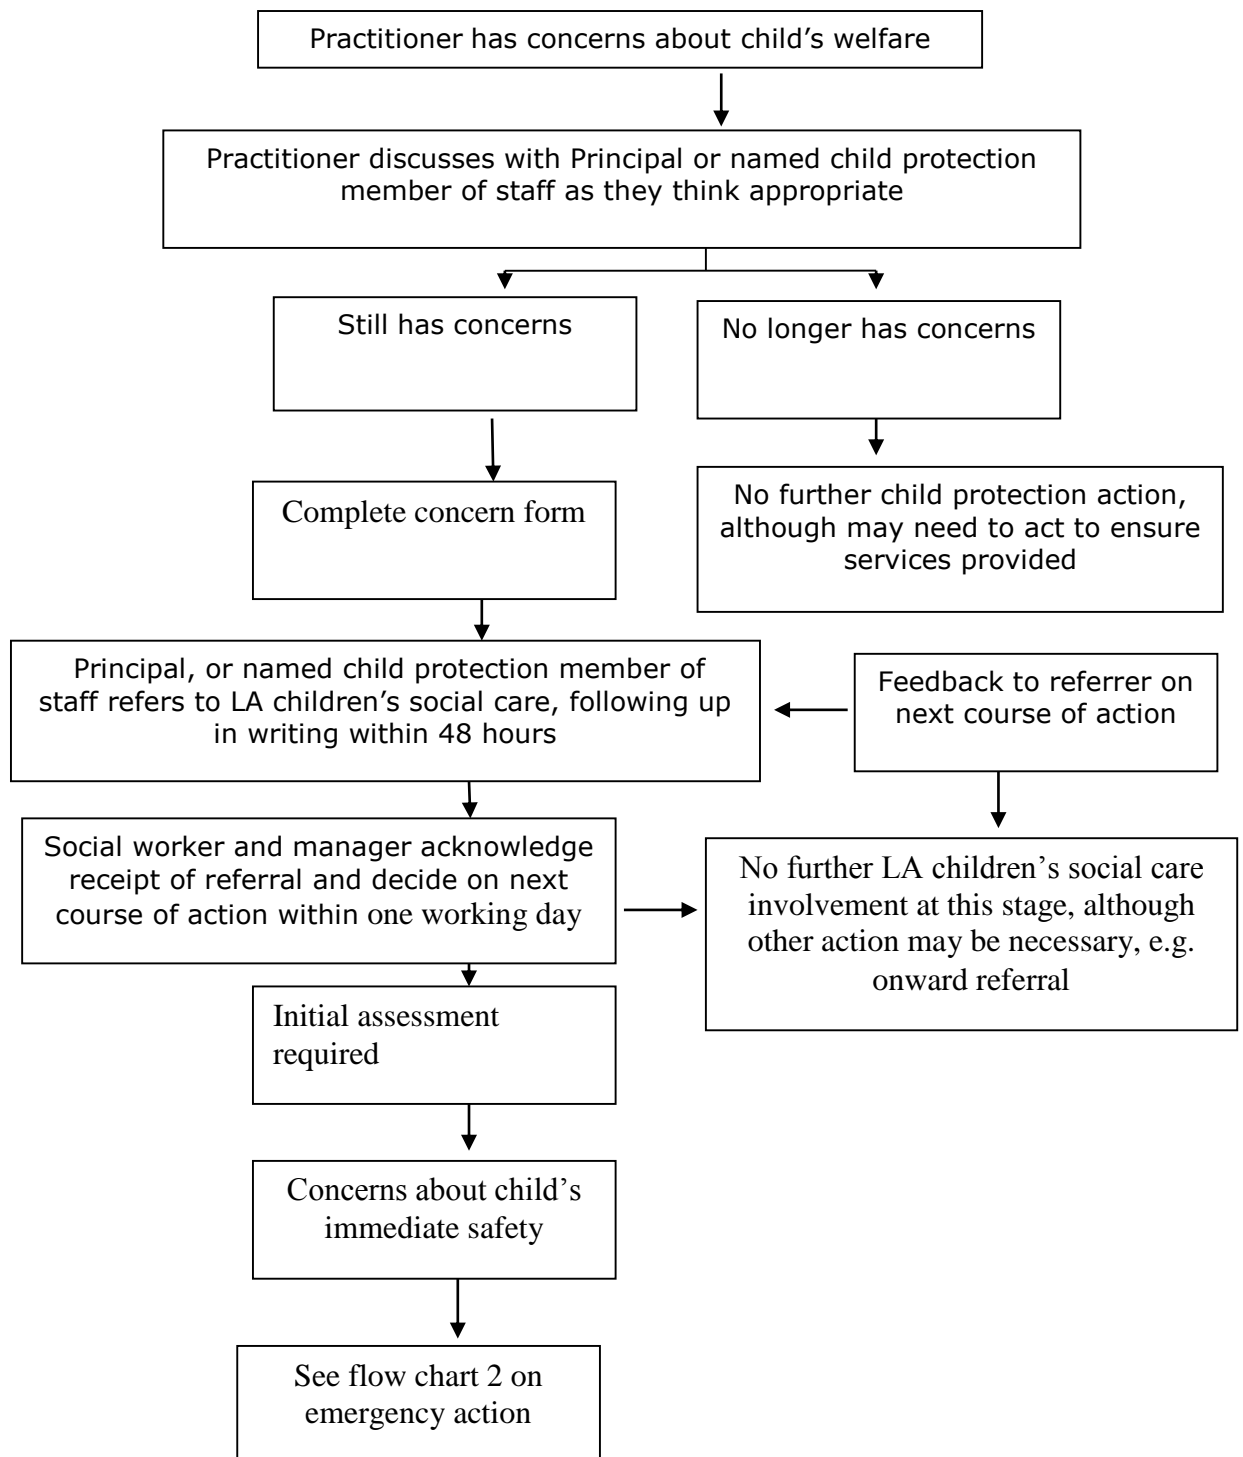 Practitioner has concerns about child’s welfare
Practitioner discusses with Principal or named child protection
member of staff as they think appropriate
Still has concerns
No longer has concerns
Complete concern form
No further child protection action,
although may need to act to ensure
services provided
Principal, or named child protection member of
staff refers to LA children’s social care, following up
in writing within 48 hours
Feedback to referrer on
next course of action
Social worker and manager acknowledge
receipt of referral and decide on next
course of action within one working day
No further LA children’s social care
involvement at this stage, although
other action may be necessary, e.g.
onward referral
Initial assessment
required
Concerns about child’s
immediate safety
See flow chart 2 on
emergency action